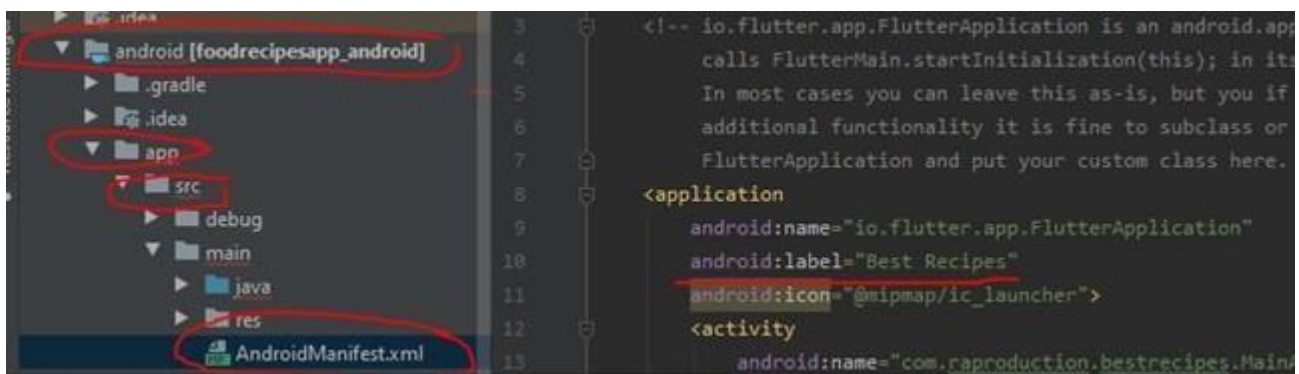 .idea
android [foodrecipesapp_android]
.gradle
.idea
app
src
debug
main
java
res
AndroidManifest.xml
3 <!-- io.flutter.app.FlutterApplication is an android.app
4 calls FlutterMain.startInitialization(this); in its
5 In most cases you can leave this as-is, but you if
6 additional functionality it is fine to subclass or
7 FlutterApplication and put your custom class here.
8 <application
9 android:name="io.flutter.app.FlutterApplication"
10 android:label="Best Recipes"
11 android:icon="@mipmap/ic_launcher">
12 <activity
13 android:name="com.raproduction.bestrecipes.MainA